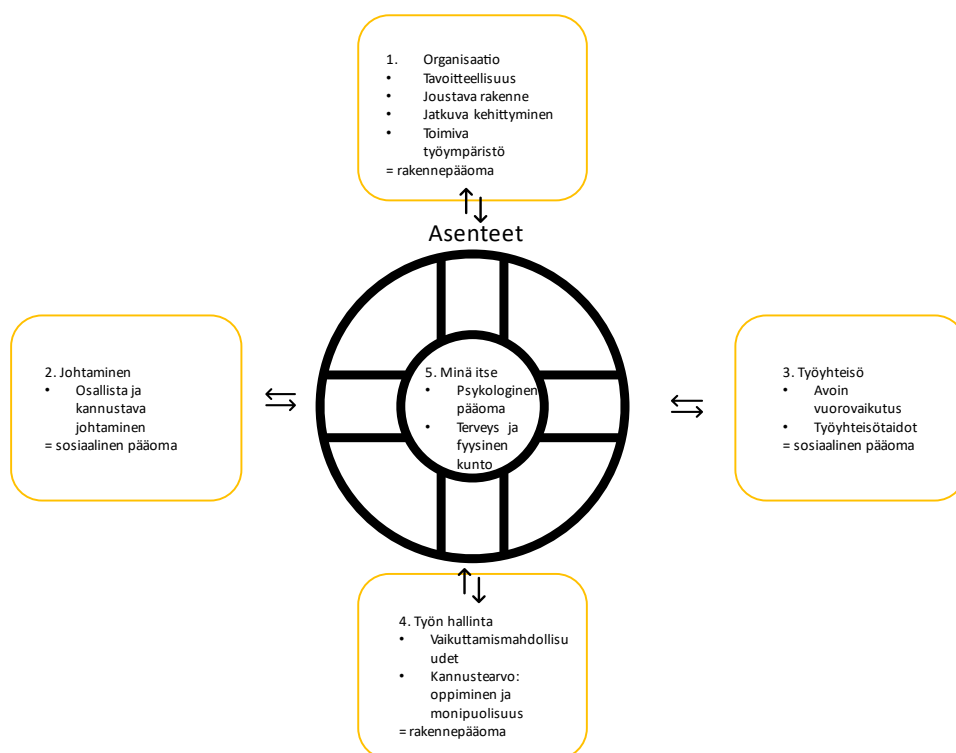 1. Organisaatio
• Tavoitteellisuus
• Joustava rakenne
• Jatkuva kehittyminen
• Toimiva
työympäristö
= rakennepääoma
Asenteet
2. Johtaminen
• Osallista ja
kannustava
johtaminen
= sosiaalinen pääoma
5. Minä itse
• Psykologinen
pääoma
• Terveys ja
fyysinen
kunto
3. Työyhteisö
• Avoin
vuorovaikutus
• Työyhteisötaidot
= sosiaalinen pääoma
4. Työn hallinta
• Vaikuttamismahdollisu
udet
• Kannustearvo:
oppiminen ja
monipuolisuus
= rakennepääoma